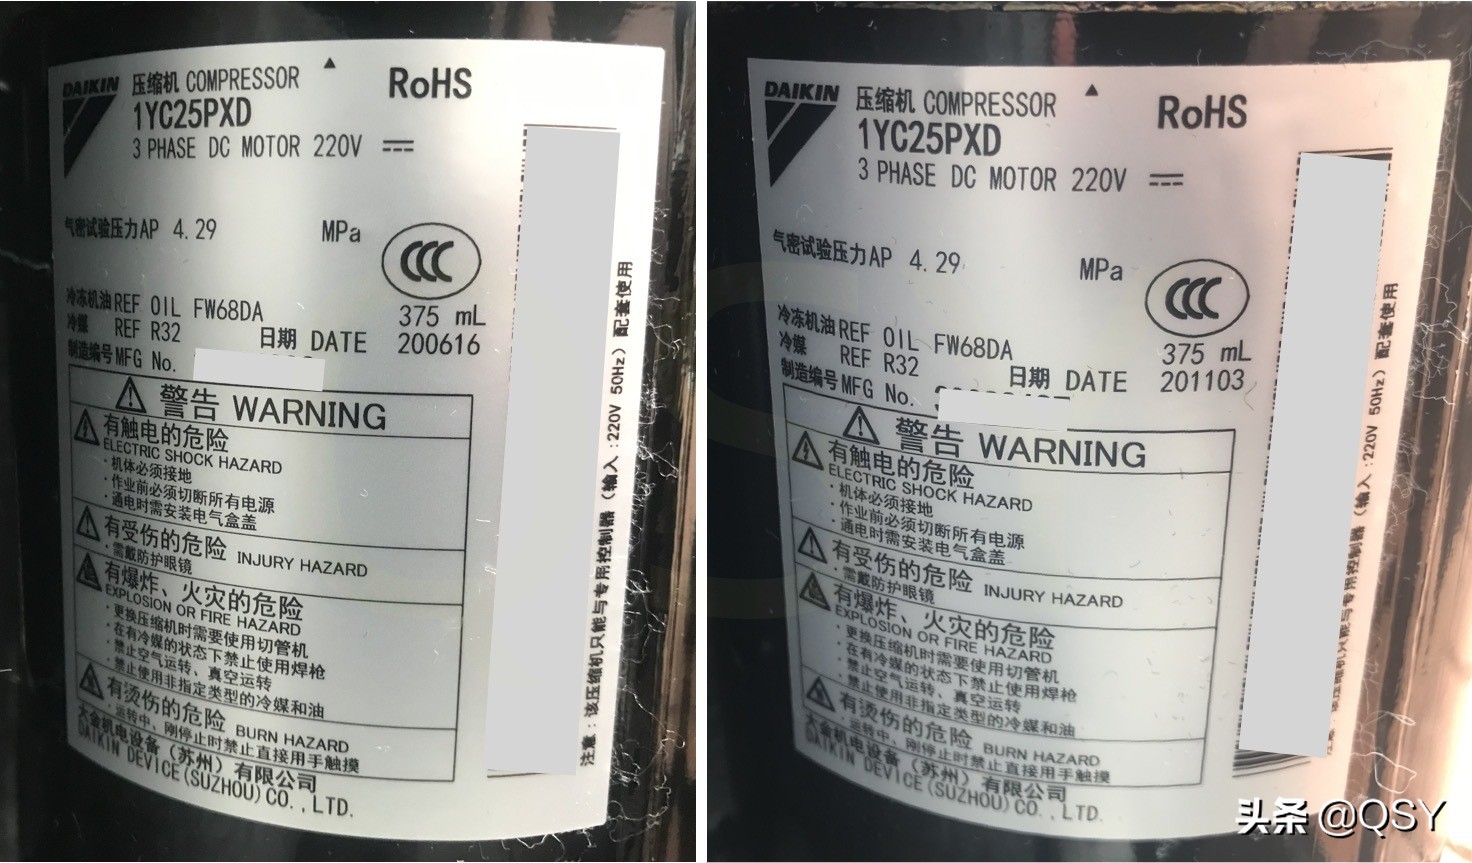 DAIKIN
压缩机 COMPRESSOR
RoHS
1YC25PXD
3 PHASE DC MOTOR 220V
气密试验压力AP 4.29 MPa
CCC
冷冻机油 REF OIL FW68DA 375 mL
冷媒 REF R32 日期 DATE 200616
制造编号 MFG No.
警告 WARNING
有触电的危险
ELECTRIC SHOCK HAZARD
·机体必须接地
·作业前必须切断所有电源
·通电时需安装电气盒盖
有受伤的危险 INJURY HAZARD
·需戴防护眼镜
有爆炸、火灾的危险
EXPLOSION OR FIRE HAZARD
·更换压缩机时需要使用切管机
·在有冷媒的状态下禁止使用焊枪
·禁止空气运转、真空运转
·禁止使用非指定类型的冷媒和油
有烫伤的危险 BURN HAZARD
·运转中、刚停止时禁止直接用手触摸
大金机电设备（苏州）有限公司
DAIKIN DEVICE(SUZHOU)CO.,LTD.
注意：该压缩机只能与专用控制器（输入:220V 50Hz）配套使用
DAIKIN
压缩机 COMPRESSOR
RoHS
1YC25PXD
3 PHASE DC MOTOR 220V
气密试验压力AP 4.29 MPa
CCC
冷冻机油 REF OIL FW68DA 375 mL
冷媒 REF R32 日期 DATE 201103
制造编号 MFG No.
警告 WARNING
有触电的危险
ELECTRIC SHOCK HAZARD
·机体必须接地
·作业前必须切断所有电源
·通电时需安装电气盒盖
有受伤的危险 INJURY HAZARD
·需戴防护眼镜
有爆炸、火灾的危险
EXPLOSION OR FIRE HAZARD
·更换压缩机时需要使用切管机
·在有冷媒的状态下禁止使用焊枪
·禁止空气运转、真空运转
·禁止使用非指定类型的冷媒和油
有烫伤的危险 BURN HAZARD
·运转中、刚停止时禁止直接用手触摸
大金机电设备（苏州）有限公司
DAIKIN DEVICE(SUZHOU)CO.,LTD.
压缩机只能与专用控制器（输入:220V 50Hz）配套使用
头条 @QSY